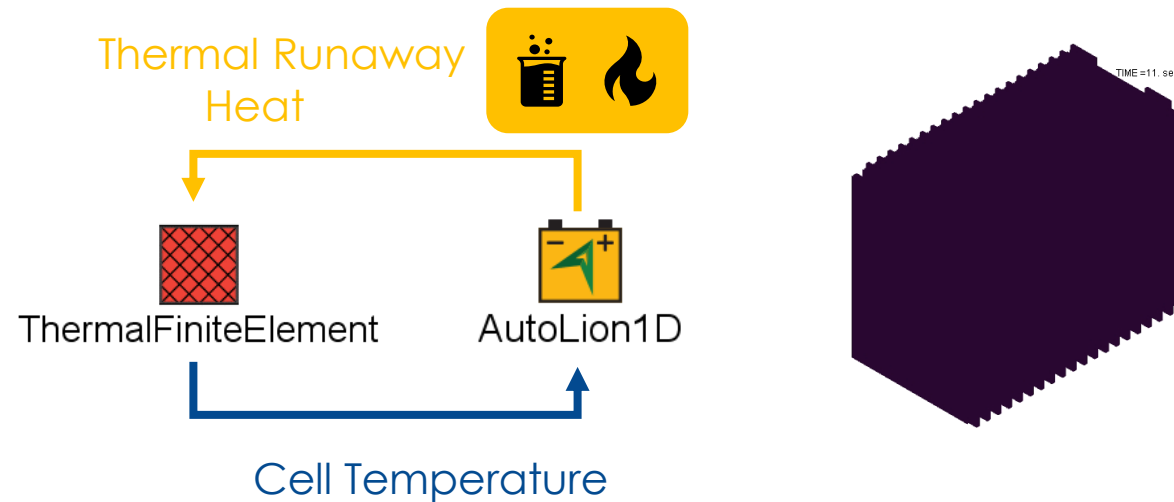 Thermal Runaway
Heat
TIME =11. se
ThermalFiniteElement
AutoLion1D
Cell Temperature